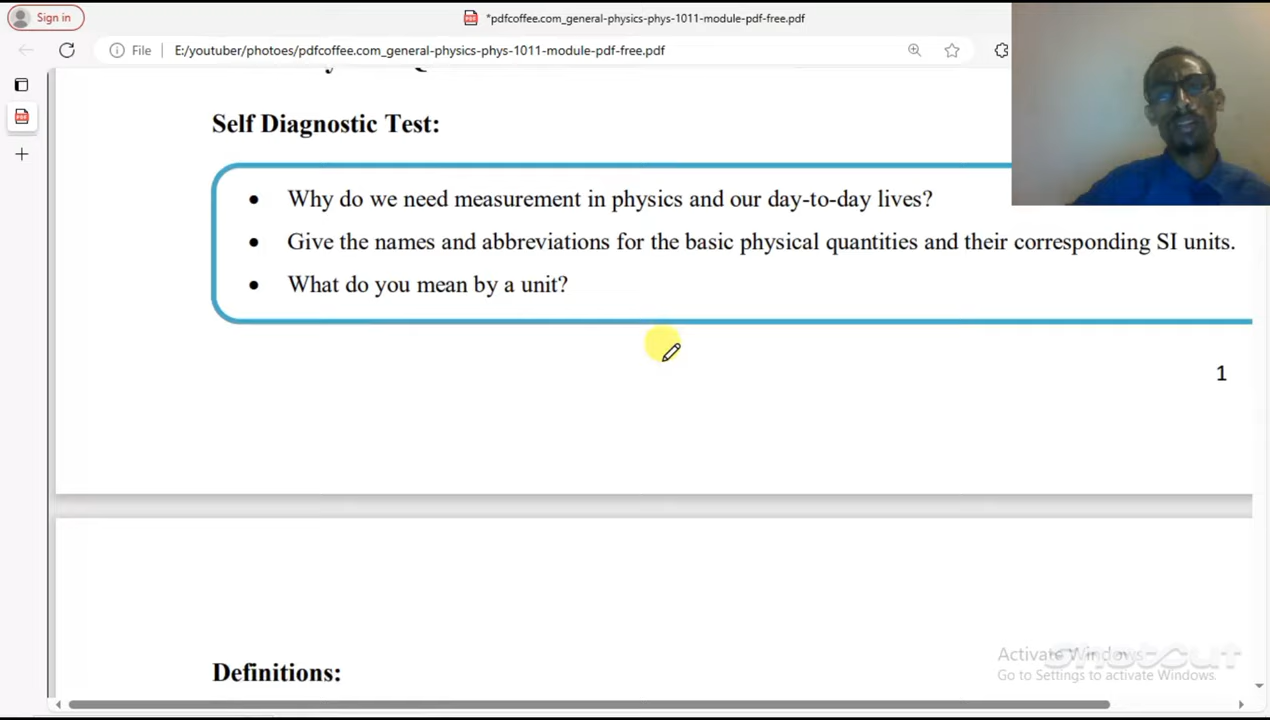 Sign in
*pdfcoffee.com_general-physics-phys-1011-module-pdf-free.pdf
File
E:/youtuber/photoes/pdfcoffee.com_general-physics-phys-1011-module-pdf-free.pdf
Self Diagnostic Test:
• Why do we need measurement in physics and our day-to-day lives?
• Give the names and abbreviations for the basic physical quantities and their corresponding SI units.
• What do you mean by a unit?
1
Definitions:
Activate Windows
Shotcut
Go to Settings to activate Windows.